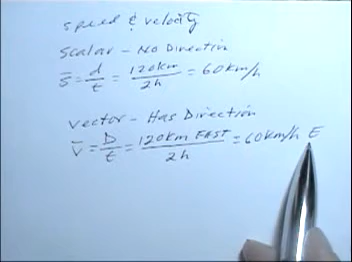 speed & velocity
Scalar - No Direction
s̄ = d/t = 120km/2h = 60km/h
Vector - Has Direction
v̄ = D/t = 120km EAST/2h = 60km/h E